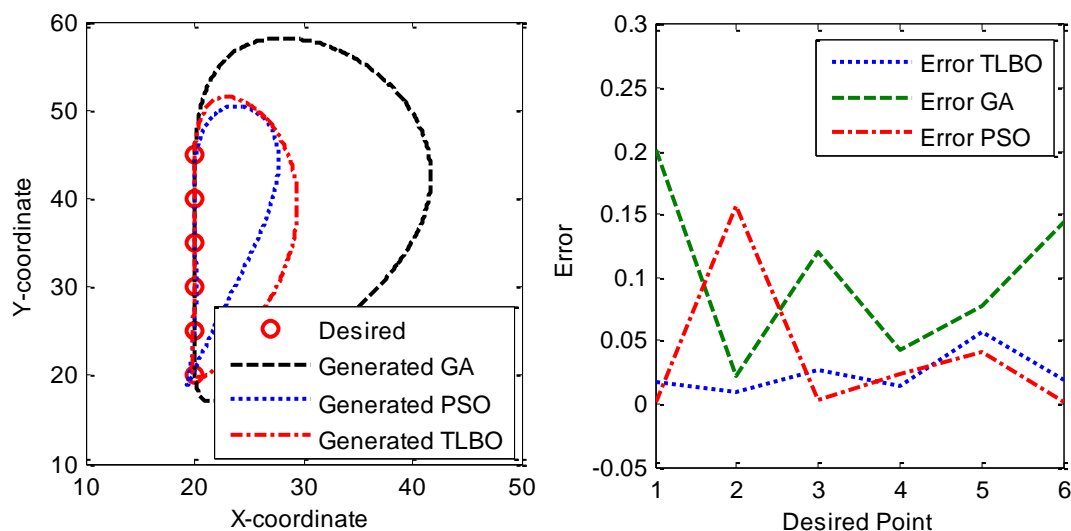 60
50
40
30
20
10
Y-coordinate
10
20
30
40
50
X-coordinate
Desired
Generated GA
Generated PSO
Generated TLBO
0.3
0.25
0.2
0.15
0.1
0.05
0
-0.05
Error
1
2
3
4
5
6
Desired Point
Error TLBO
Error GA
Error PSO